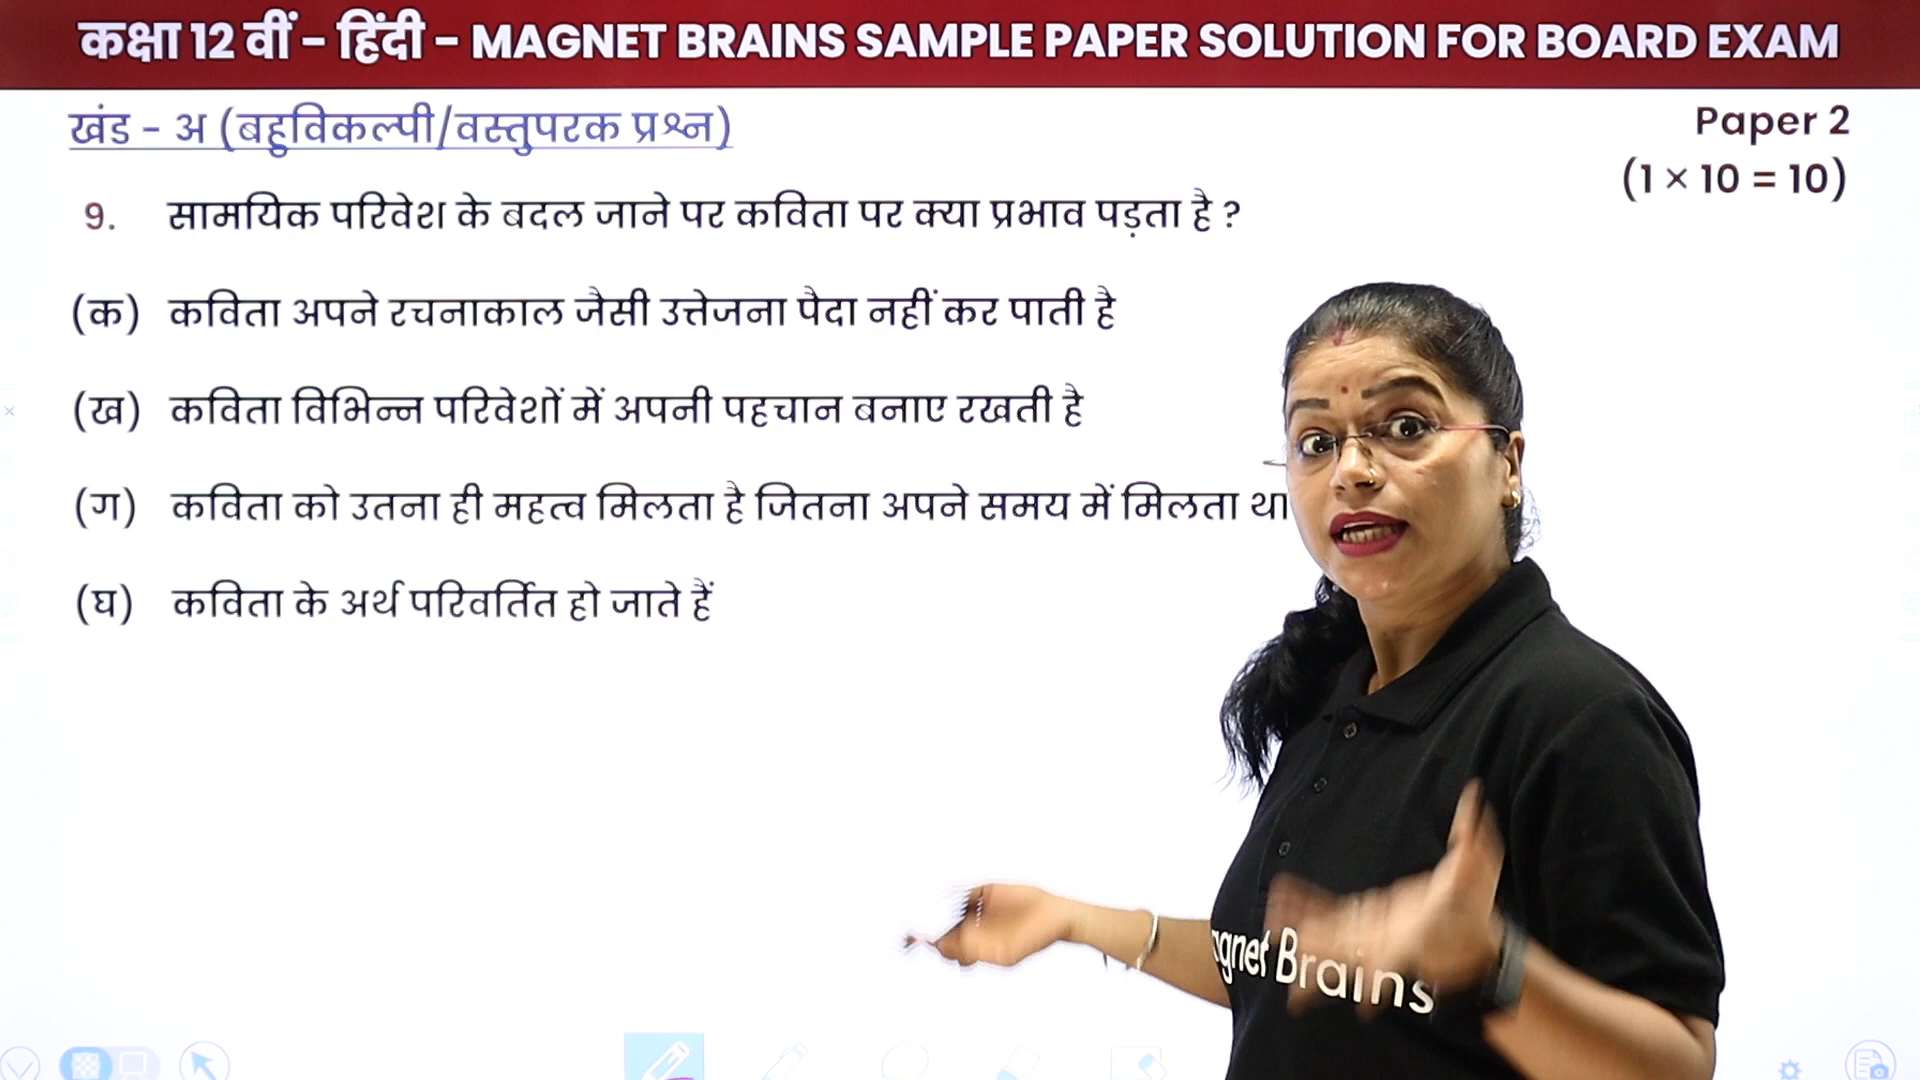 कक्षा 12 वीं – हिंदी – MAGNET BRAINS SAMPLE PAPER SOLUTION FOR BOARD EXAM
खंड - अ (बहुविकल्पी/वस्तुपरक प्रश्न)
Paper 2
(1 × 10 = 10)
9. सामयिक परिवेश के बदल जाने पर कविता पर क्या प्रभाव पड़ता है ?
(क) कविता अपने रचनाकाल जैसी उत्तेजना पैदा नहीं कर पाती है
(ख) कविता विभिन्न परिवेशों में अपनी पहचान बनाए रखती है
(ग) कविता को उतना ही महत्व मिलता है जितना अपने समय में मिलता था
(घ) कविता के अर्थ परिवर्तित हो जाते हैं
agnet Brains